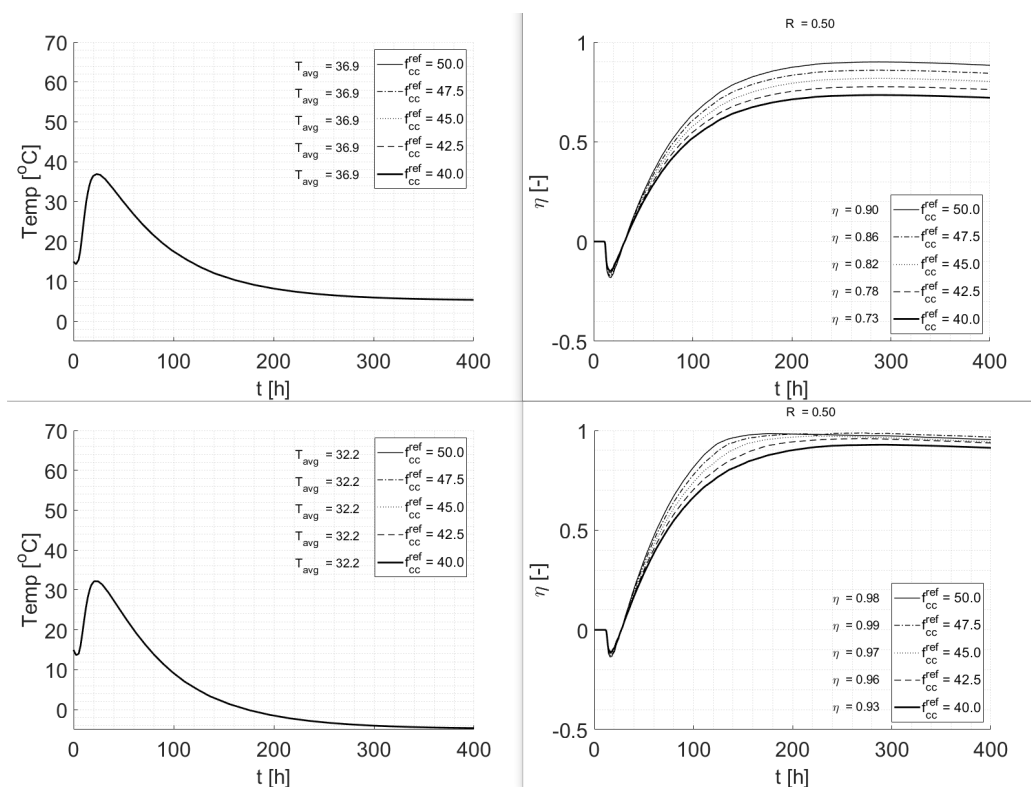 70
60
50
40
30
20
10
0
Temp [°C]
0 100 200 300 400
t [h]
T_avg = 36.9
T_avg = 36.9
T_avg = 36.9
T_avg = 36.9
T_avg = 36.9
f_cc^ref = 50.0
f_cc^ref = 47.5
f_cc^ref = 45.0
f_cc^ref = 42.5
f_cc^ref = 40.0
R = 0.50
1
0.5
0
-0.5
η [-]
0 100 200 300 400
t [h]
η = 0.90
η = 0.86
η = 0.82
η = 0.78
η = 0.73
f_cc^ref = 50.0
f_cc^ref = 47.5
f_cc^ref = 45.0
f_cc^ref = 42.5
f_cc^ref = 40.0
70
60
50
40
30
20
10
0
Temp [°C]
0 100 200 300 400
t [h]
T_avg = 32.2
T_avg = 32.2
T_avg = 32.2
T_avg = 32.2
T_avg = 32.2
f_cc^ref = 50.0
f_cc^ref = 47.5
f_cc^ref = 45.0
f_cc^ref = 42.5
f_cc^ref = 40.0
R = 0.50
1
0.5
0
-0.5
η [-]
0 100 200 300 400
t [h]
η = 0.98
η = 0.99
η = 0.97
η = 0.96
η = 0.93
f_cc^ref = 50.0
f_cc^ref = 47.5
f_cc^ref = 45.0
f_cc^ref = 42.5
f_cc^ref = 40.0